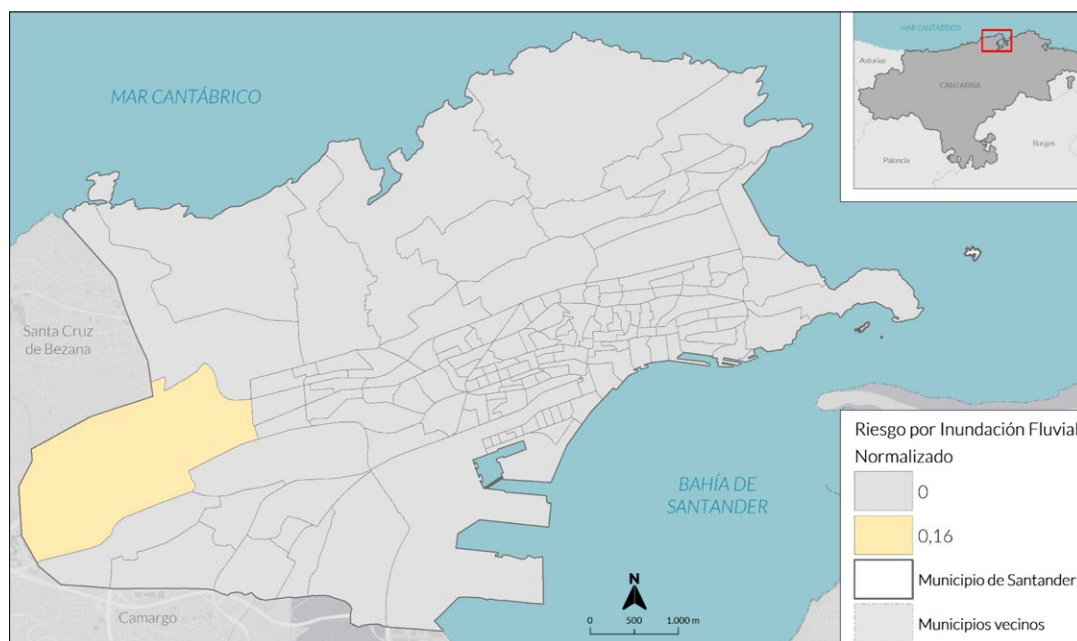 MAR CANTÁBRICO
MAR CANTÁBRICO
Asturias
CANTABRIA
Palencia
Burgos
Santa Cruz
de Bezana
BAHÍA DE
SANTANDER
Camargo
N
0 500 1.000 m
Riesgo por Inundación Fluvial
Normalizado
0
0,16
Municipio de Santander
Municipios vecinos